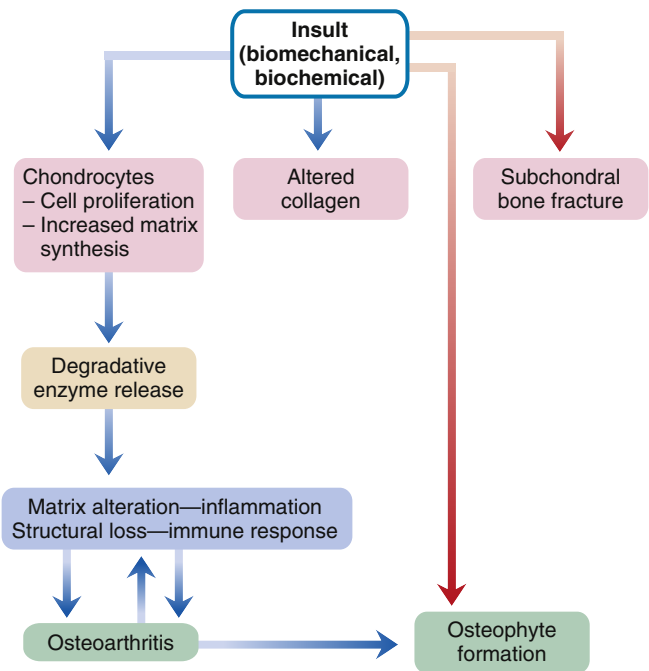 Insult
(biomechanical,
biochemical)
Chondrocytes
– Cell proliferation
– Increased matrix
synthesis
Altered
collagen
Subchondral
bone fracture
Degradative
enzyme release
Matrix alteration—inflammation
Structural loss—immune response
Osteoarthritis
Osteophyte
formation